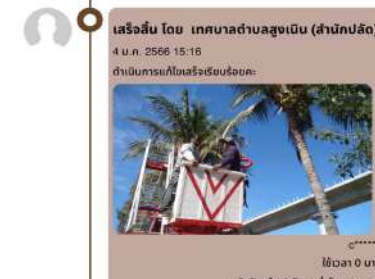 เสร็จสิ้น โดย เทศบาลตำบลสูงเนิน (สำนักปลัด)
4 ม.ค. 2566 15:16
ดำเนินการแก้ไขเสร็จเรียบร้อยคะ
c*****
ใช้เวลา 0 นา